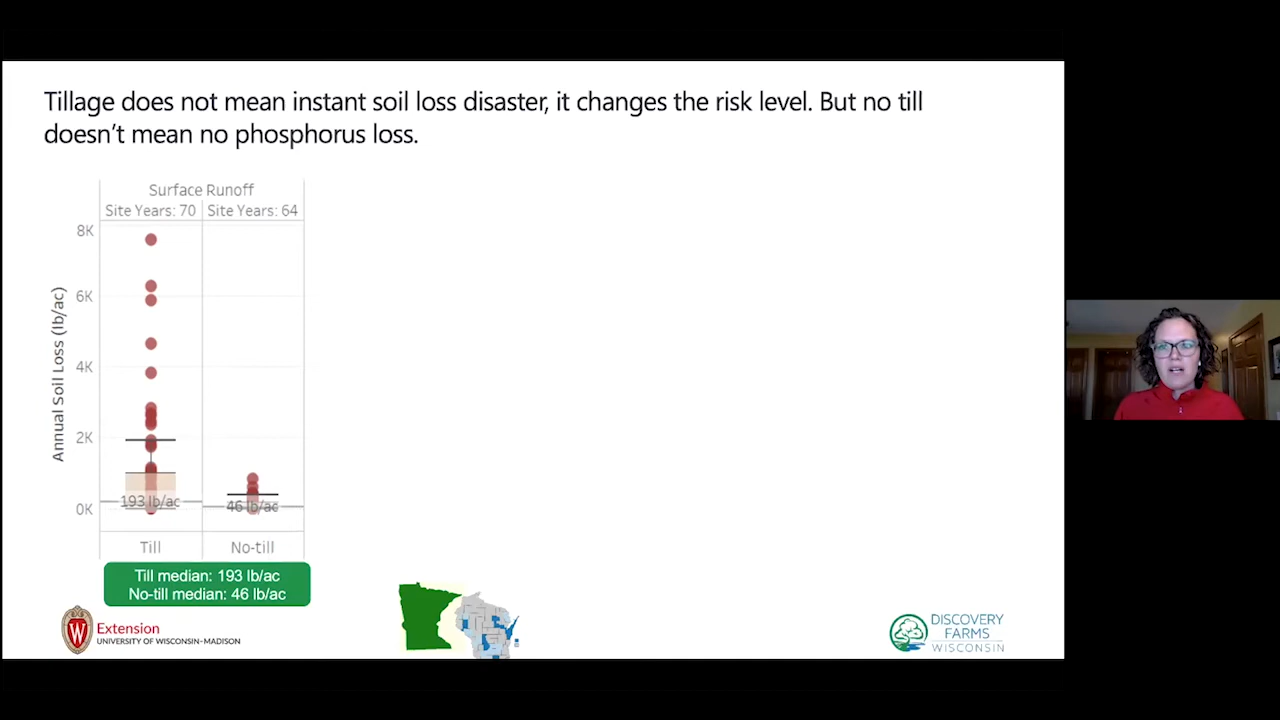 Tillage does not mean instant soil loss disaster, it changes the risk level. But no till
doesn't mean no phosphorus loss.
Surface Runoff
Site Years: 70 Site Years: 64
8K
6K
4K
2K
0K
Annual Soil Loss (lb/ac)
193 lb/ac
46 lb/ac
Till
No-till
Till median: 193 lb/ac
No-till median: 46 lb/ac
W
Extension
UNIVERSITY OF WISCONSIN–MADISON
DISCOVERY
FARMS
WISCONSIN